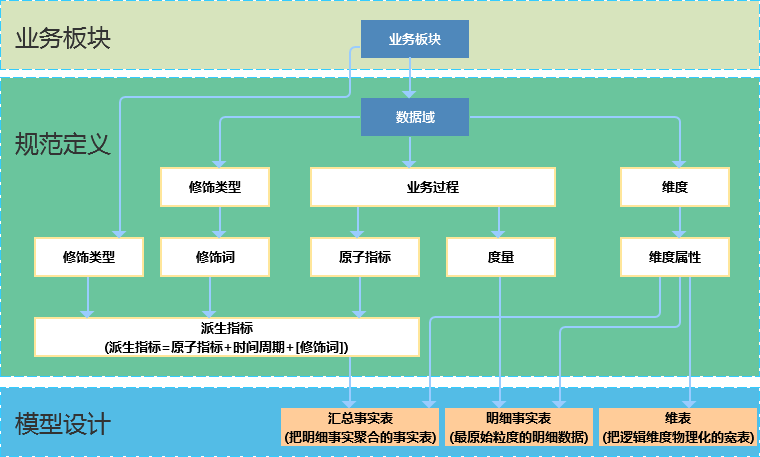 业务板块
业务板块
规范定义
数据域
修饰类型
业务过程
维度
修饰类型
修饰词
原子指标
度量
维度属性
派生指标
(派生指标=原子指标+时间周期+[修饰词])
模型设计
汇总事实表
(把明细事实聚合的事实表)
明细事实表
(最原始粒度的明细数据)
维表
(把逻辑维度物理化的宽表)